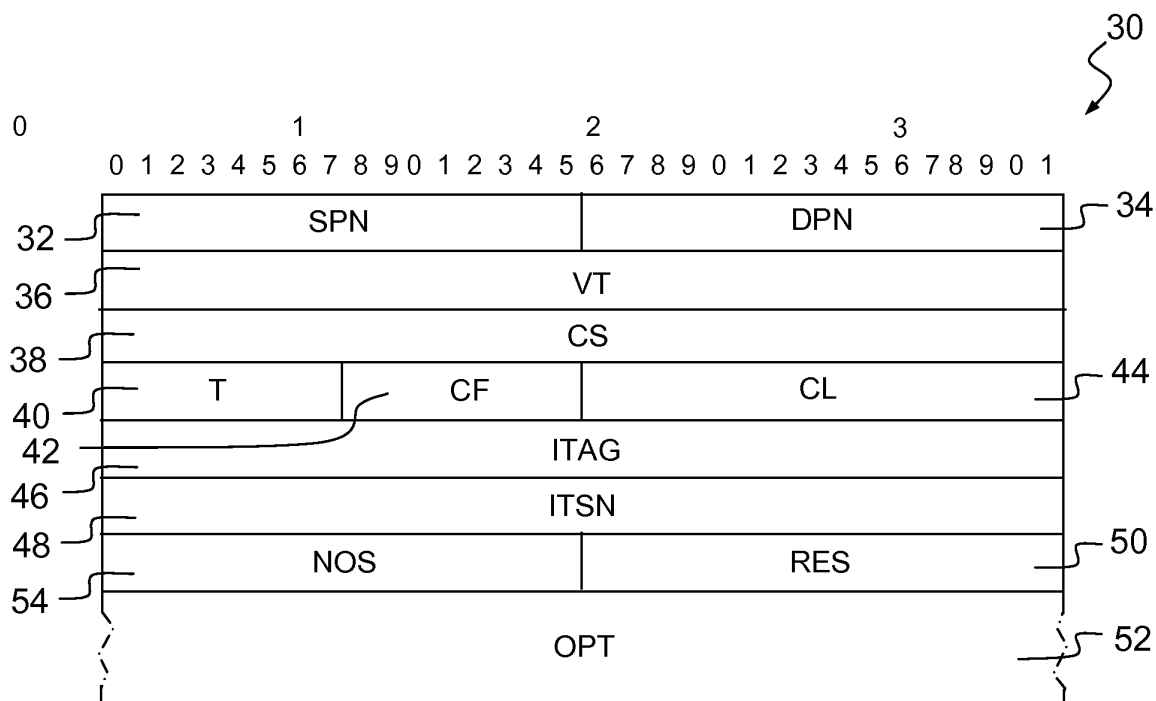 30
0 1 2 3
0 1 2 3 4 5 6 7 8 9 0 1 2 3 4 5 6 7 8 9 0 1 2 3 4 5 6 7 8 9 0 1
32 SPN DPN 34
36 VT
38 CS
40 T CF CL 44
42 ITAG
46
ITSN
48
54 NOS RES 50
OPT 52